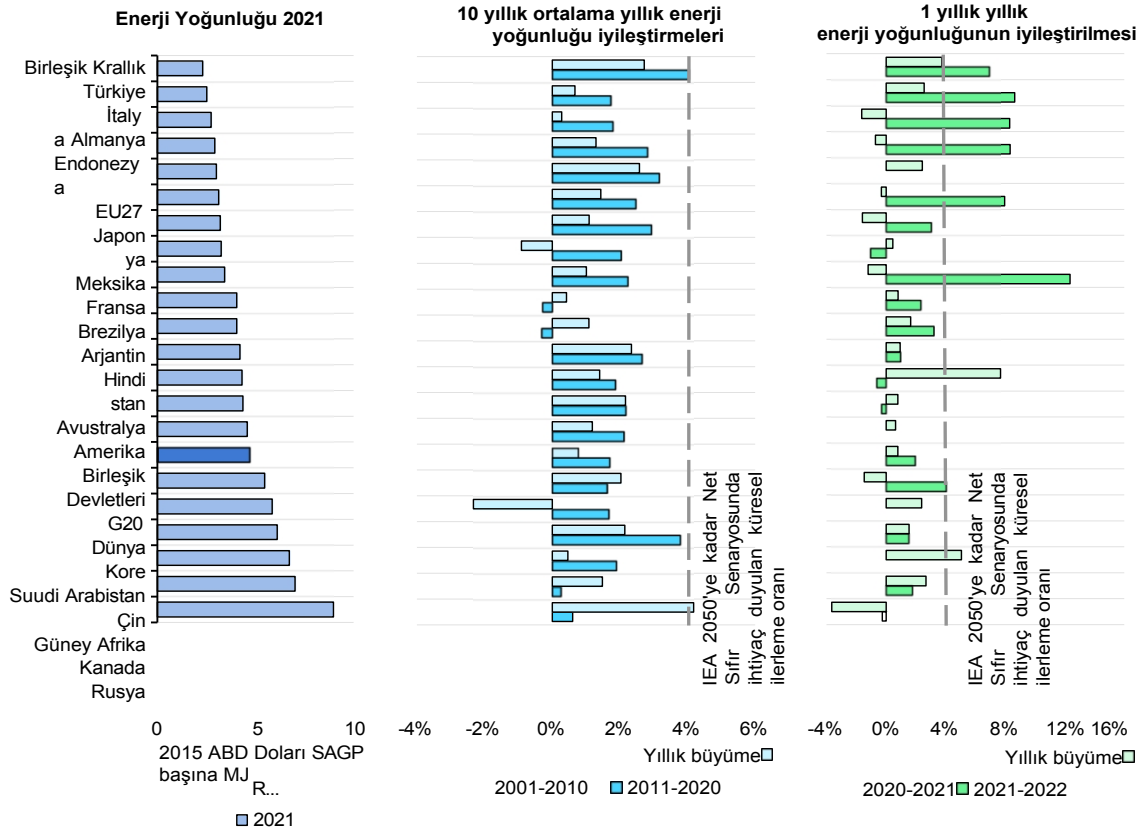 Enerji Yoğunluğu 2021
10 yıllık ortalama yıllık enerji
yoğunluğu iyileştirmeleri
1 yıllık yıllık
enerji yoğunluğunun iyileştirilmesi
Birleşik Krallık
Türkiye
İtaly
a Almanya
Endonezy
a
EU27
Japon
ya
Meksika
Fransa
Brezilya
Arjantin
Hindi
stan
Avustralya
Amerika
Birleşik
Devletleri
G20
Dünya
Kore
Suudi Arabistan
Çin
Güney Afrika
Kanada
Rusya
IEA 2050'ye kadar Net
Sıfır Senaryosunda
ihtiyaç duyulan küresel
ilerleme oranı
IEA 2050'ye kadar Net
Sıfır Senaryosunda
ihtiyaç duyulan küresel
ilerleme oranı
0 5 10
-4% -2% 0% 2% 4% 6%
-4% 0% 4% 8% 12% 16%
2015 ABD Doları SAGP
başına MJ
R...
2021
Yıllık büyüme
2001-2010 2011-2020
Yıllık büyüme
2020-2021 2021-2022